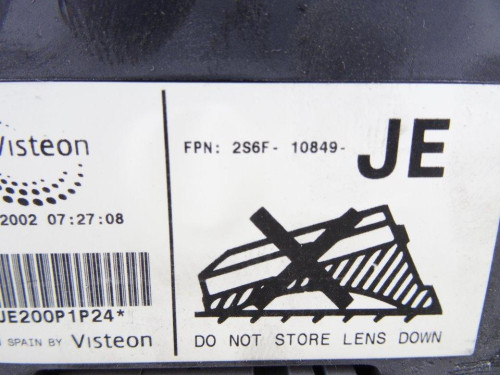 Visteon
FPN: 2S6F- 10849- JE
2002 07:27:08
JE200P1P24*
SPAIN BY Visteon
DO NOT STORE LENS DOWN